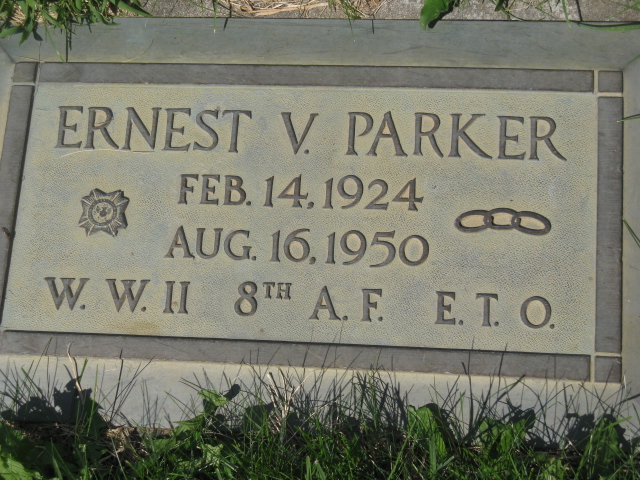 ERNEST V. PARKER
FEB. 14, 1924
AUG. 16, 1950
W. W. II 8TH A. F. E. T. O.